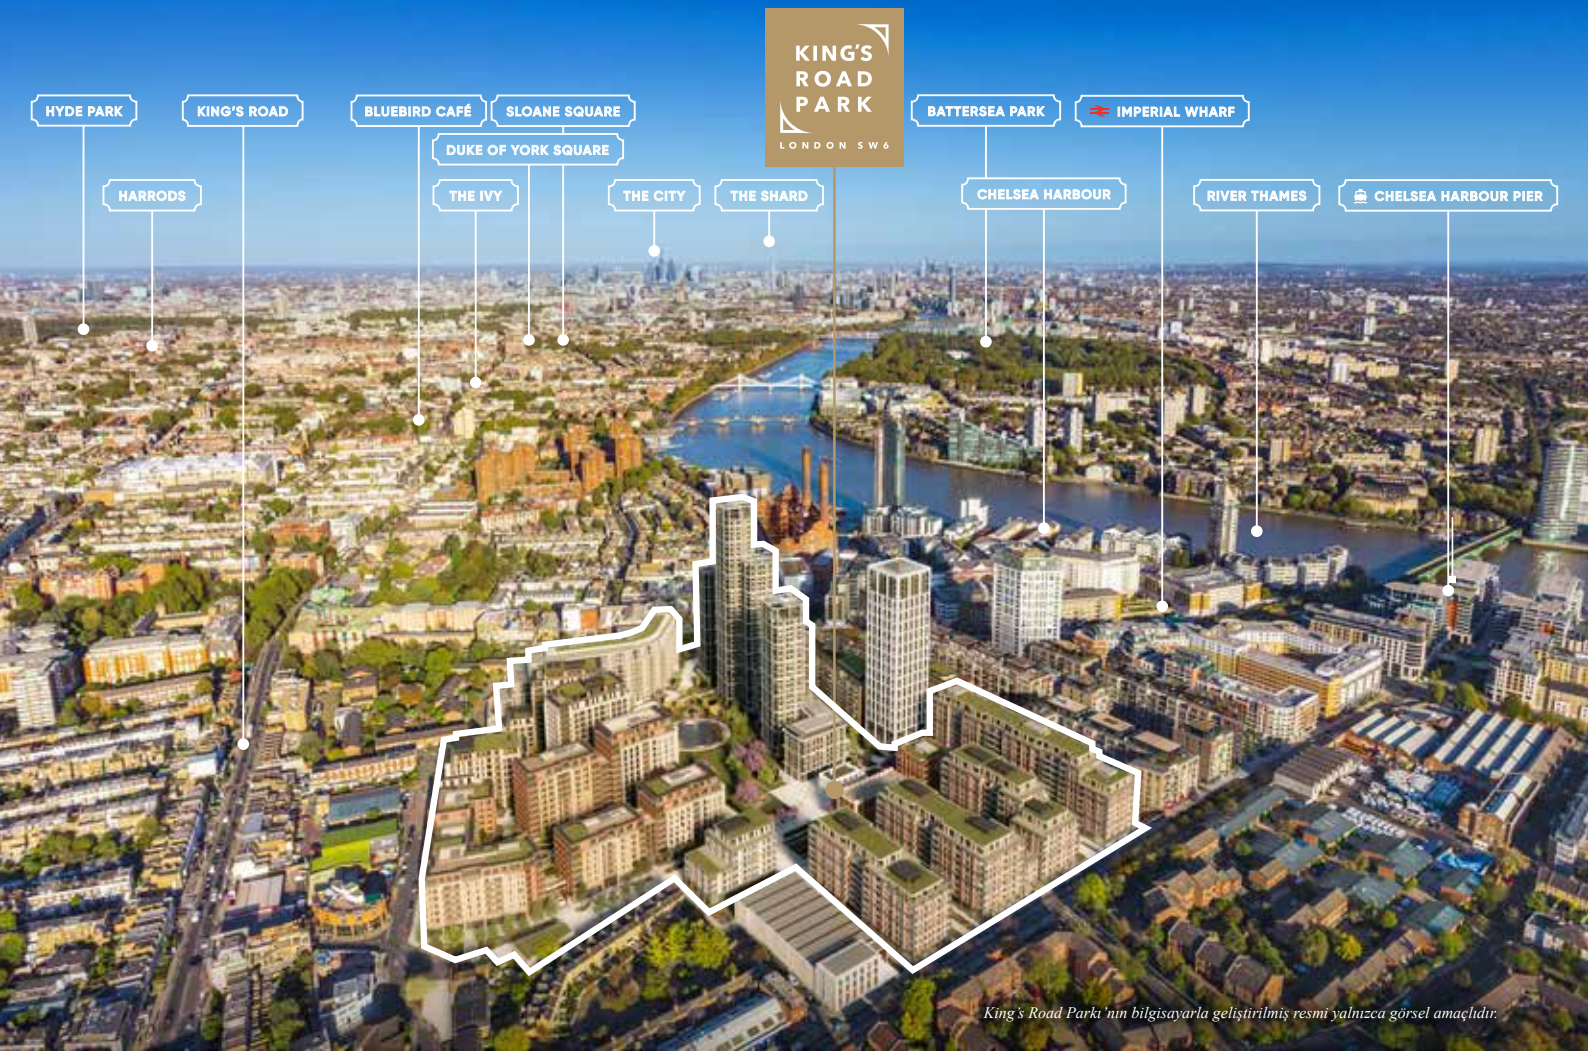 KING'S
ROAD
PARK
LONDON SW6
HYDE PARK
KING'S ROAD
BLUEBIRD CAFÉ
SLOANE SQUARE
BATTERSEA PARK
IMPERIAL WHARF
DUKE OF YORK SQUARE
HARRODS
THE IVY
THE CITY
THE SHARD
CHELSEA HARBOUR
RIVER THAMES
CHELSEA HARBOUR PIER
King's Road Parkı'nın bilgisayarla geliştirilmiş resmi yalnızca görsel amaçlıdır.